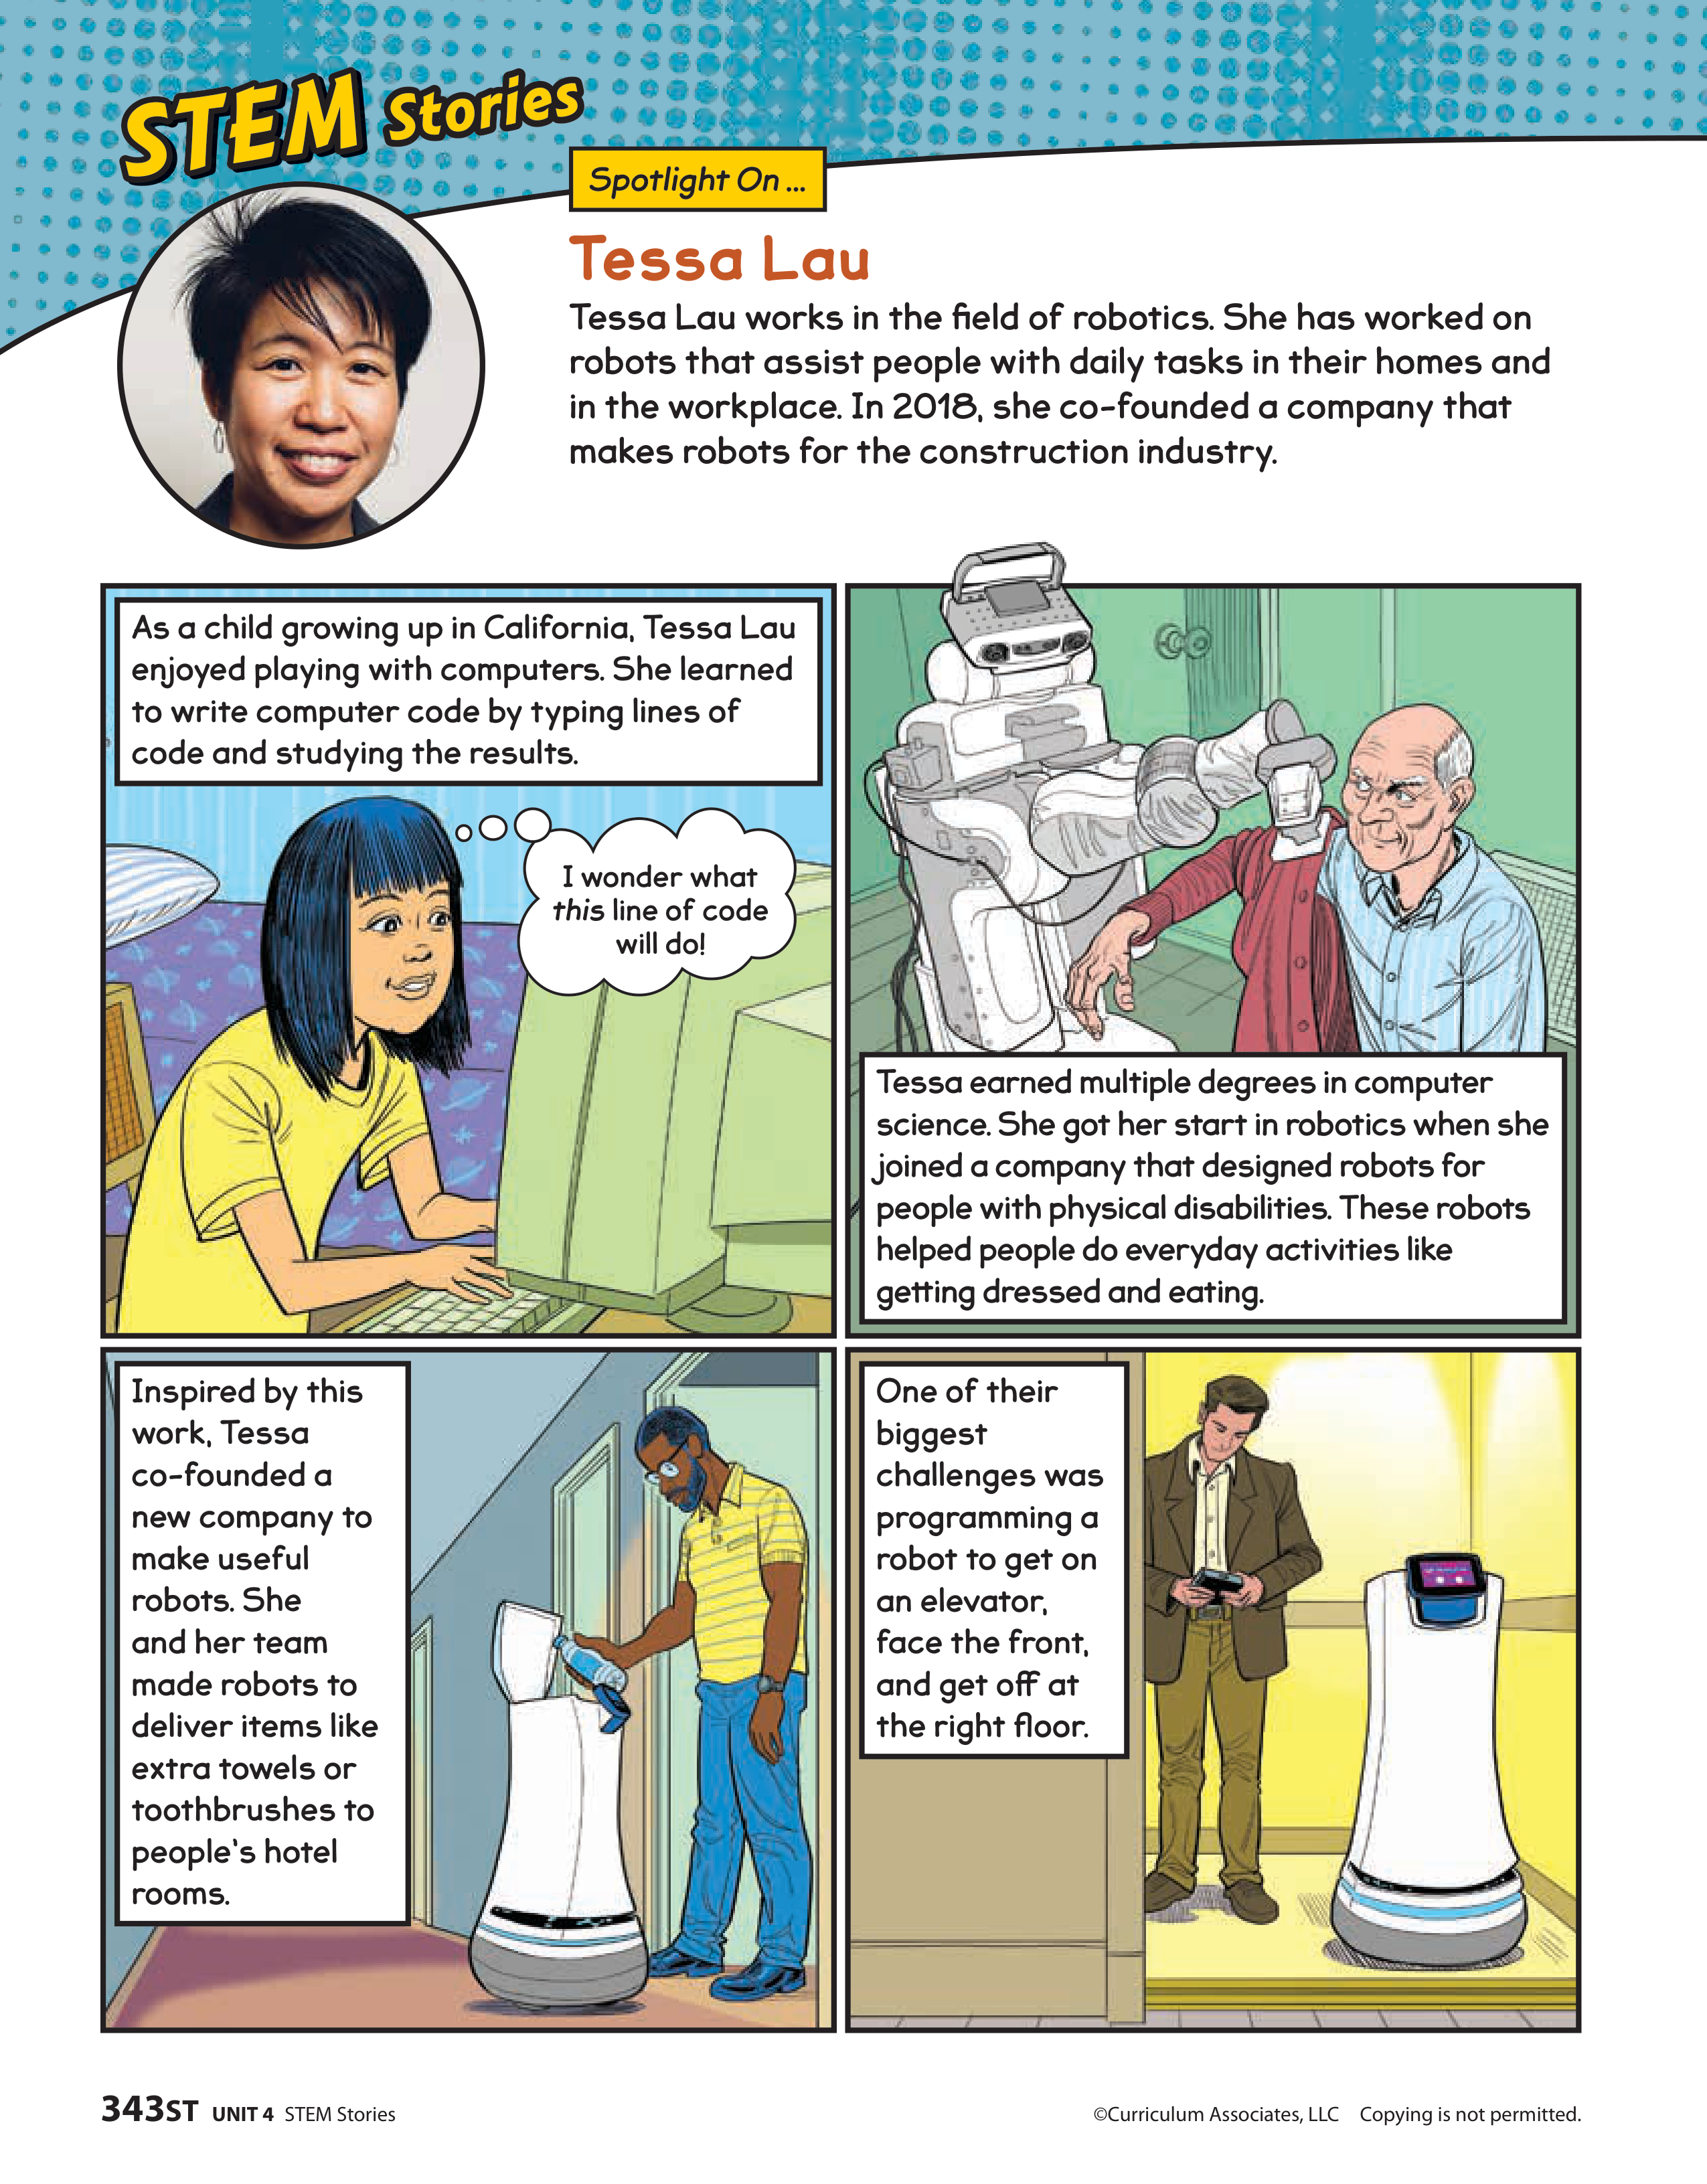 STEM Stories
Spotlight On ...
Tessa Lau
Tessa Lau works in the field of robotics. She has worked on
robots that assist people with daily tasks in their homes and
in the workplace. In 2018, she co-founded a company that
makes robots for the construction industry.
As a child growing up in California, Tessa Lau
enjoyed playing with computers. She learned
to write computer code by typing lines of
code and studying the results.
I wonder what
this line of code
will do!
Tessa earned multiple degrees in computer
science. She got her start in robotics when she
joined a company that designed robots for
people with physical disabilities. These robots
helped people do everyday activities like
getting dressed and eating.
Inspired by this
work, Tessa
co-founded a
new company to
make useful
robots. She
and her team
made robots to
deliver items like
extra towels or
toothbrushes to
people's hotel
rooms.
One of their
biggest
challenges was
programming a
robot to get on
an elevator,
face the front,
and get off at
the right floor.
343ST UNIT 4 STEM Stories
©Curriculum Associates, LLC Copying is not permitted.